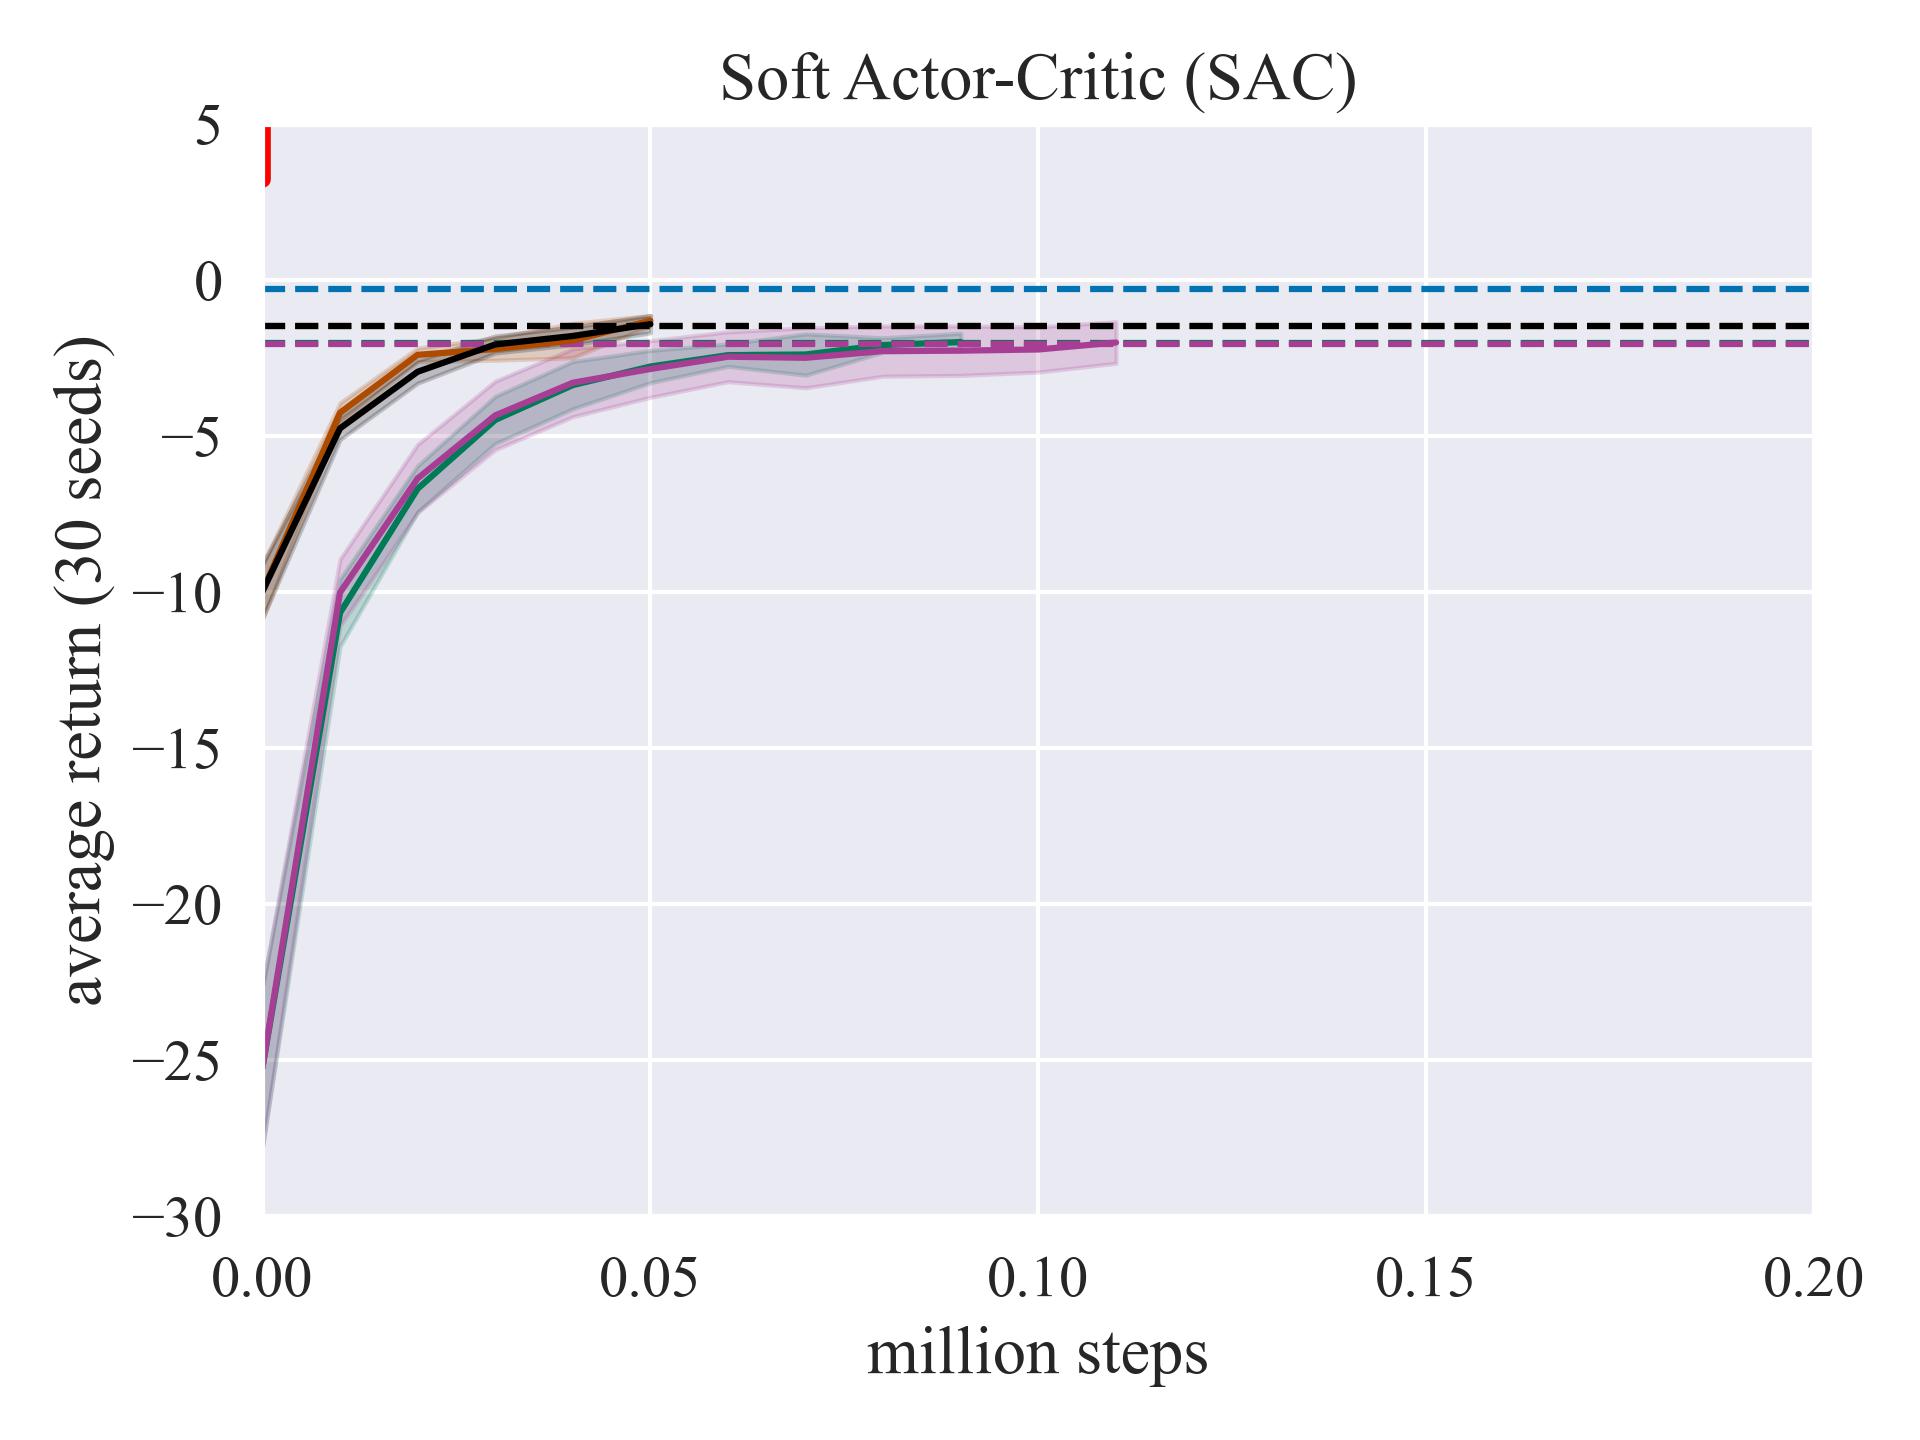 Soft Actor-Critic (SAC)
5
0
−5
−10
−15
−20
−25
−30
average return (30 seeds)
0.00 0.05 0.10 0.15 0.20
million steps